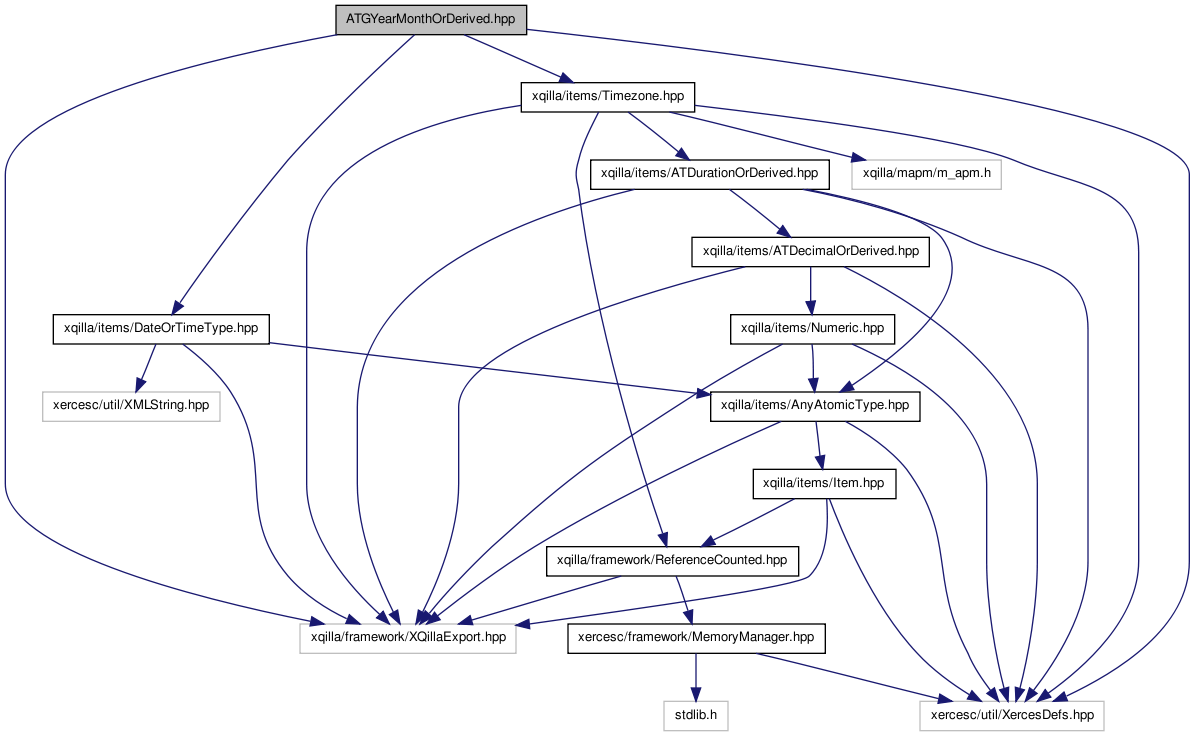 ATGYearMonthOrDerived.hpp
xqilla/items/Timezone.hpp
xqilla/items/ATDurationOrDerived.hpp
xqilla/mapm/m_apm.h
xqilla/items/ATDecimalOrDerived.hpp
xqilla/items/DateOrTimeType.hpp
xqilla/items/Numeric.hpp
xercesc/util/XMLString.hpp
xqilla/items/AnyAtomicType.hpp
xqilla/items/Item.hpp
xqilla/framework/ReferenceCounted.hpp
xqilla/framework/XQillaExport.hpp
xercesc/framework/MemoryManager.hpp
stdlib.h
xercesc/util/XercesDefs.hpp